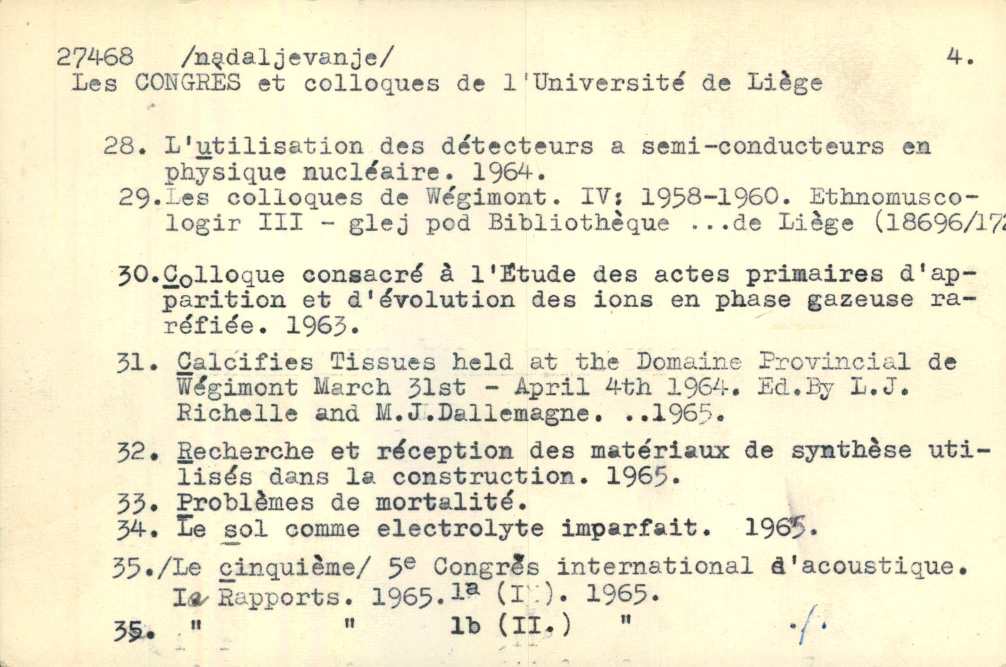 27468 /nadaljevanje/ 4.
Les CONGRÈS et colloques de l'Université de Liège
28. L'utilisation des détecteurs a semi-conducteurs en
physique nucléaire. 1964.
29.Les colloques de Wégimont. IV: 1958-1960. Ethnomusco-
logir III - glej pod Bibliothèque ...de Liège (18696/172
30.Colloque consacré à l'Étude des actes primaires d'ap-
parition et d'évolution des ions en phase gazeuse ra-
réfiée. 1963.
31. Calcifies Tissues held at the Domaine Provincial de
Wégimont March 31st - April 4th 1964. Ed.By L.J.
Richelle and M.J.Dallemagne. ..1965.
32. Recherche et réception des matériaux de synthèse uti-
lisés dans la construction. 1965.
33. Problèmes de mortalité.
34. Le sol comme electrolyte imparfait. 1965.
35./Le cinquième/ 5e Congrès international d'acoustique.
Rapports. 1965.1a 1965.
35. " " 1b (II.) " ./.